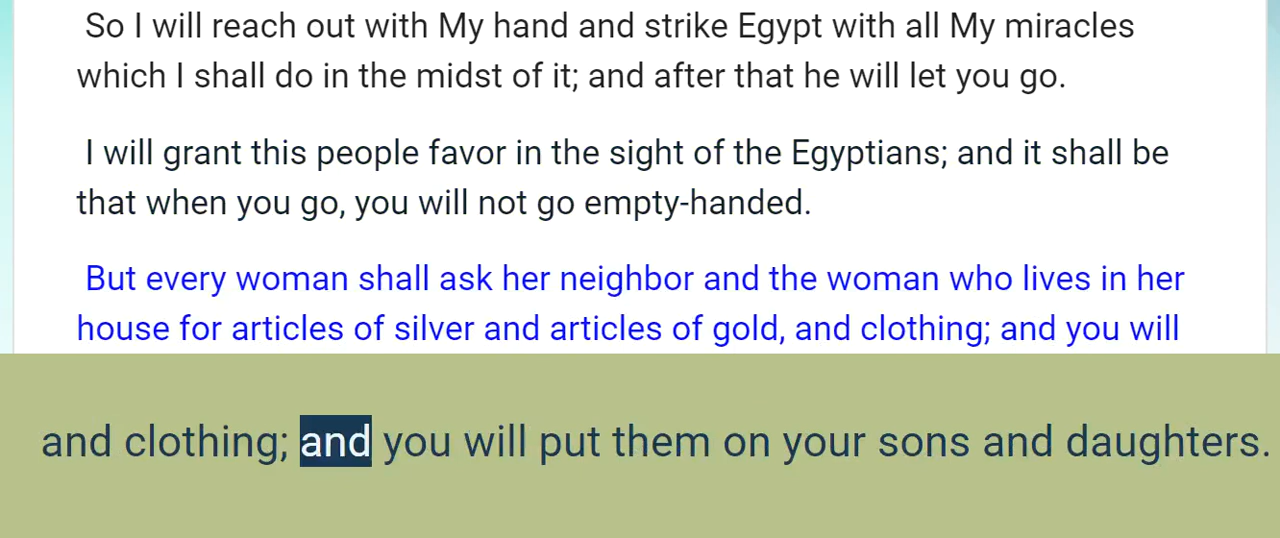 So I will reach out with My hand and strike Egypt with all My miracles
which I shall do in the midst of it; and after that he will let you go.
I will grant this people favor in the sight of the Egyptians; and it shall be
that when you go, you will not go empty-handed.
But every woman shall ask her neighbor and the woman who lives in her
house for articles of silver and articles of gold, and clothing; and you will
and clothing; and you will put them on your sons and daughters.